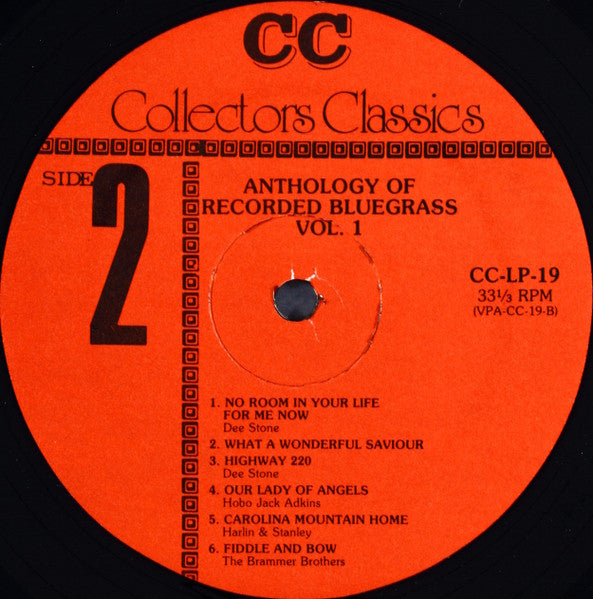 CC
Collectors Classics
SIDE 2
ANTHOLOGY OF
RECORDED BLUEGRASS
VOL. 1
CC-LP-19
33⅓ RPM
(VPA-CC-19-B)
1. NO ROOM IN YOUR LIFE
FOR ME NOW
Dee Stone
2. WHAT A WONDERFUL SAVIOUR
3. HIGHWAY 220
Dee Stone
4. OUR LADY OF ANGELS
Hobo Jack Adkins
5. CAROLINA MOUNTAIN HOME
Harlin & Stanley
6. FIDDLE AND BOW
The Brammer Brothers